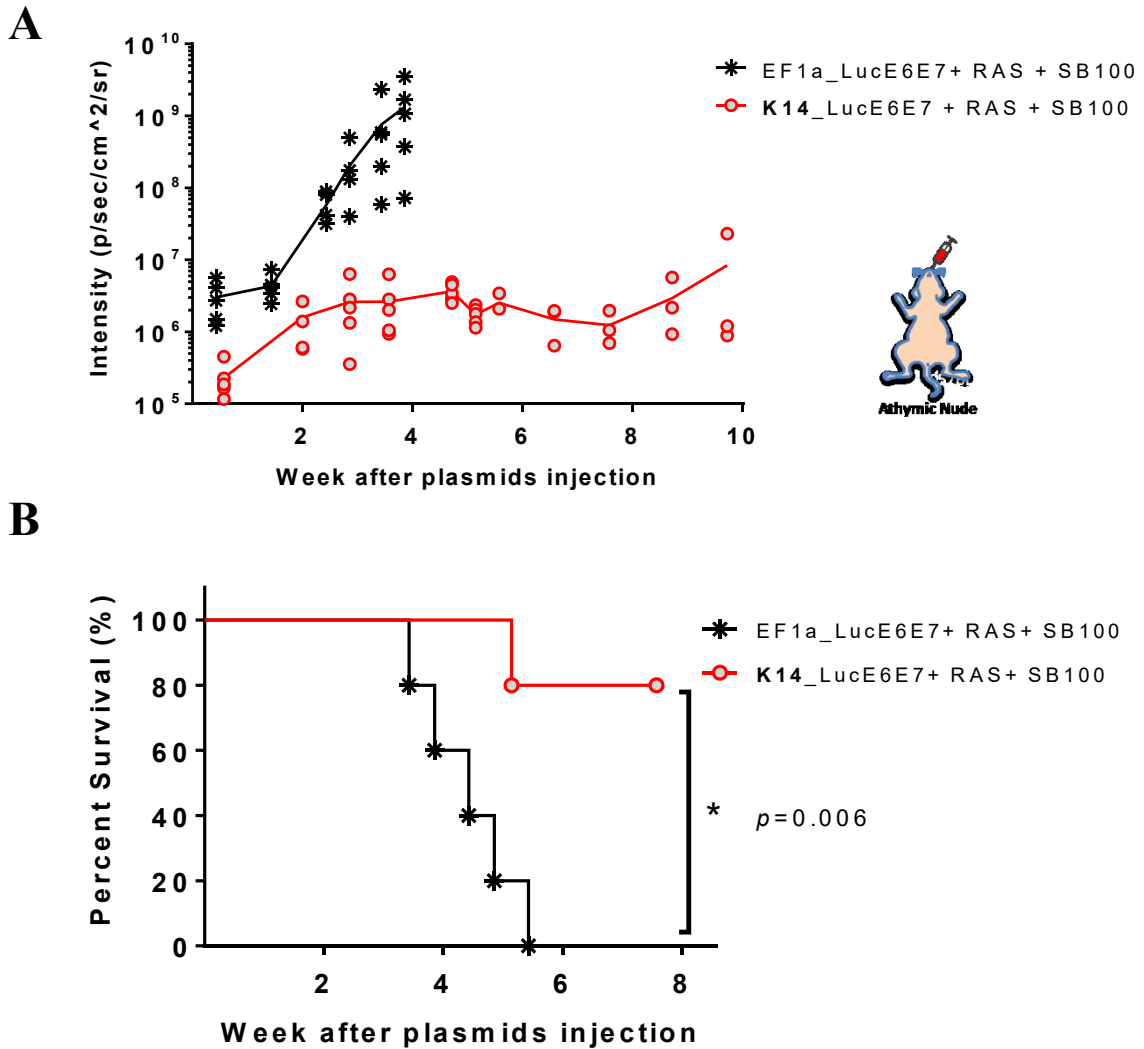 A
Intensity (p/sec/cm^2/sr)
10^10
10^9
10^8
10^7
10^6
10^5
2 4 6 8 10
Week after plasmids injection
EF1a_LucE6E7+ RAS + SB100
K14_LucE6E7 + RAS + SB100
Athymic Nude
B
Percent Survival (%)
100
80
60
40
20
0
2 4 6 8
Week after plasmids injection
EF1a_LucE6E7+ RAS+ SB100
K14_LucE6E7+ RAS+ SB100
* p=0.006